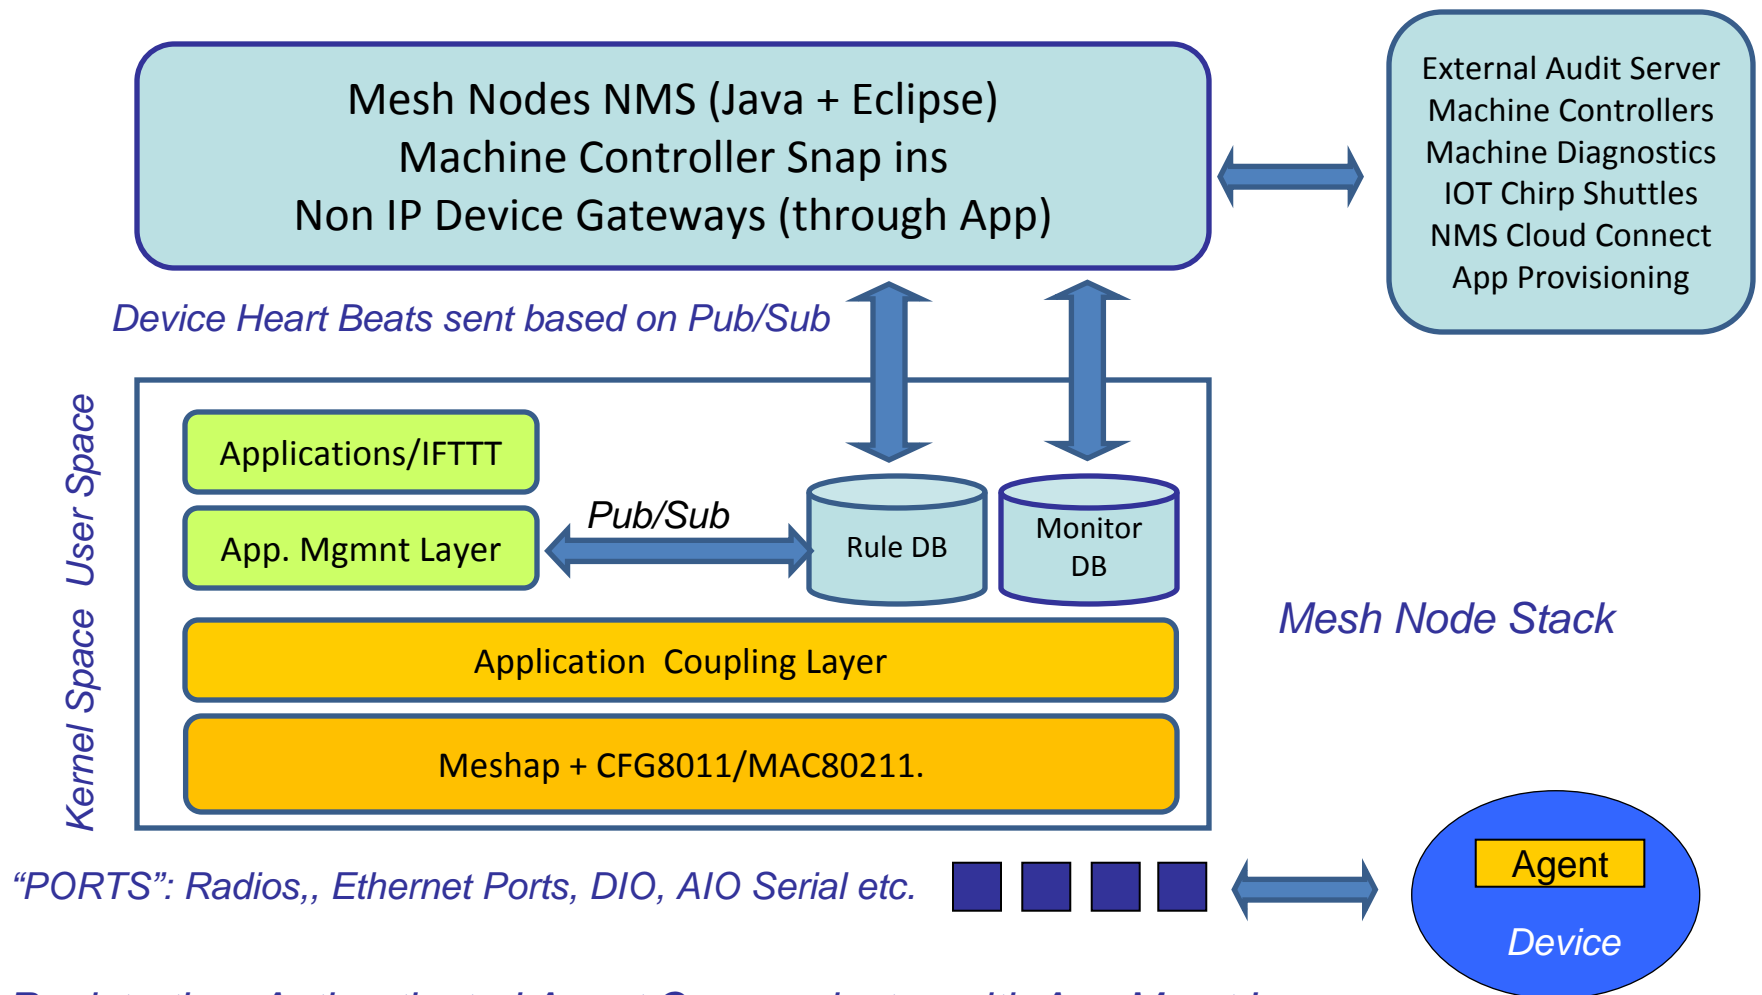 Mesh Nodes NMS (Java + Eclipse)
Machine Controller Snap ins
Non IP Device Gateways (through App)
External Audit Server
Machine Controllers
Machine Diagnostics
IOT Chirp Shuttles
NMS Cloud Connect
App Provisioning
Device Heart Beats sent based on Pub/Sub
User Space
Kernel Space
Applications/IFTTT
App. Mgmnt Layer
Pub/Sub
Rule DB
Monitor
DB
Application  Coupling Layer
Meshap + CFG8011/MAC80211.
Mesh Node Stack
“PORTS”: Radios,, Ethernet Ports, DIO, AIO Serial etc.
Agent
Device